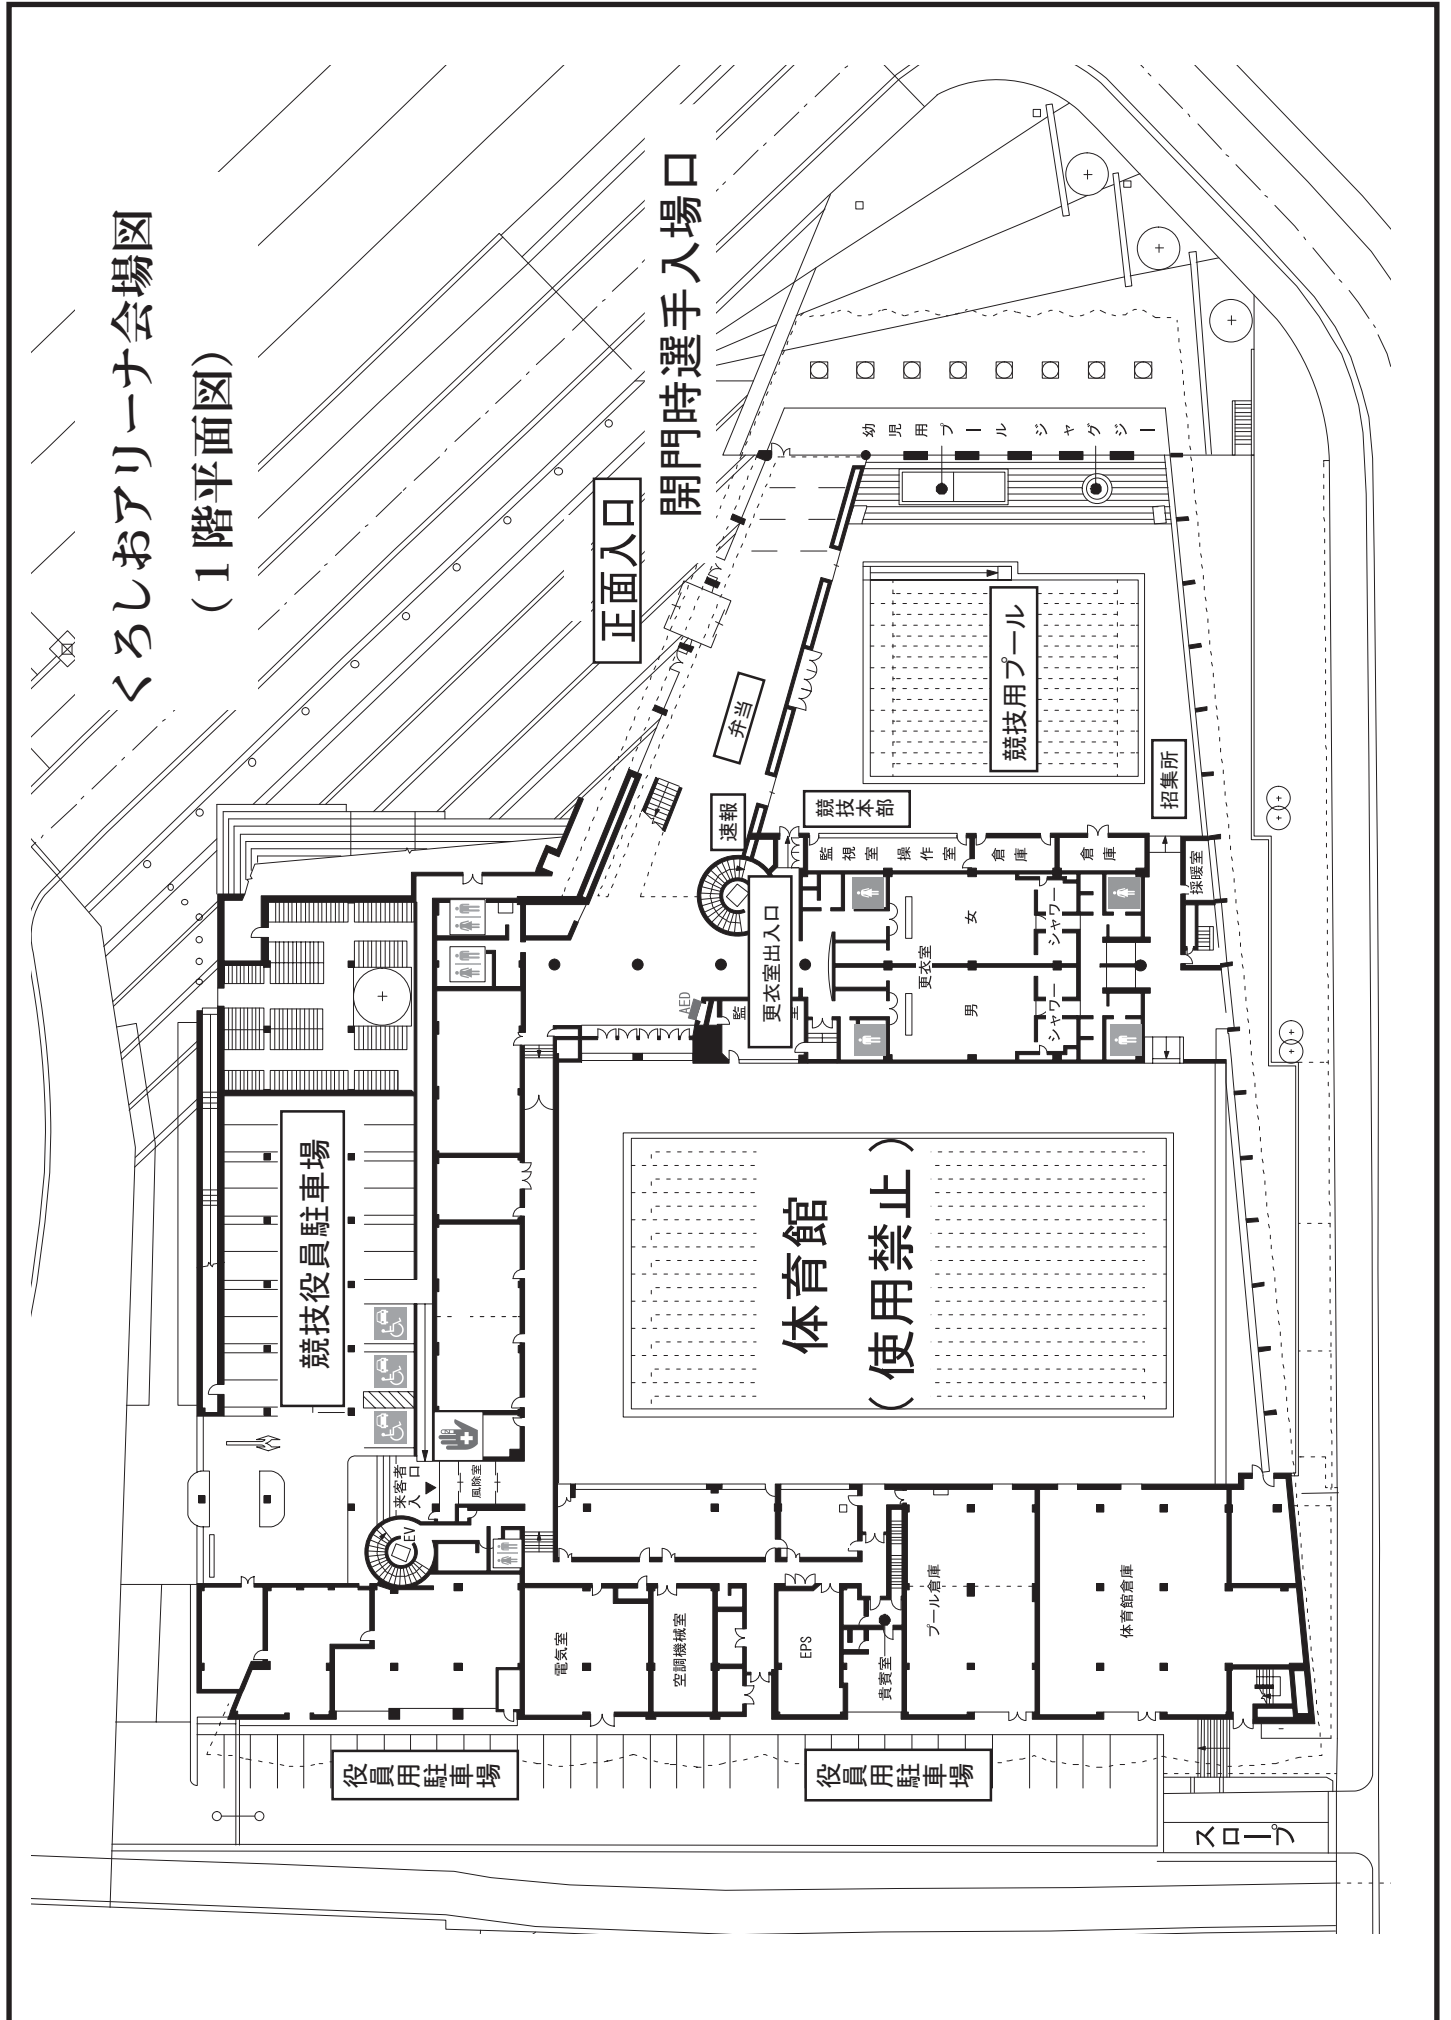 くろしおアリーナ会場図
(1階平面図)
開門時選手入場口
正面入口
弁当
速報
競技本部
競技用プール
招集所
幼児用プール
ジャグジー
監視室
操作室
倉庫
倉庫
採暖室
更衣室出入口
更衣室
女
男
シャワー
シャワー
AED
監
室
競技役員駐車場
体育館
(使用禁止)
来客者
入口
風除室
EV
電気室
空調機械室
EPS
貴賓室
プール倉庫
体育館倉庫
役員用
駐車場
役員用
駐車場
スロープ